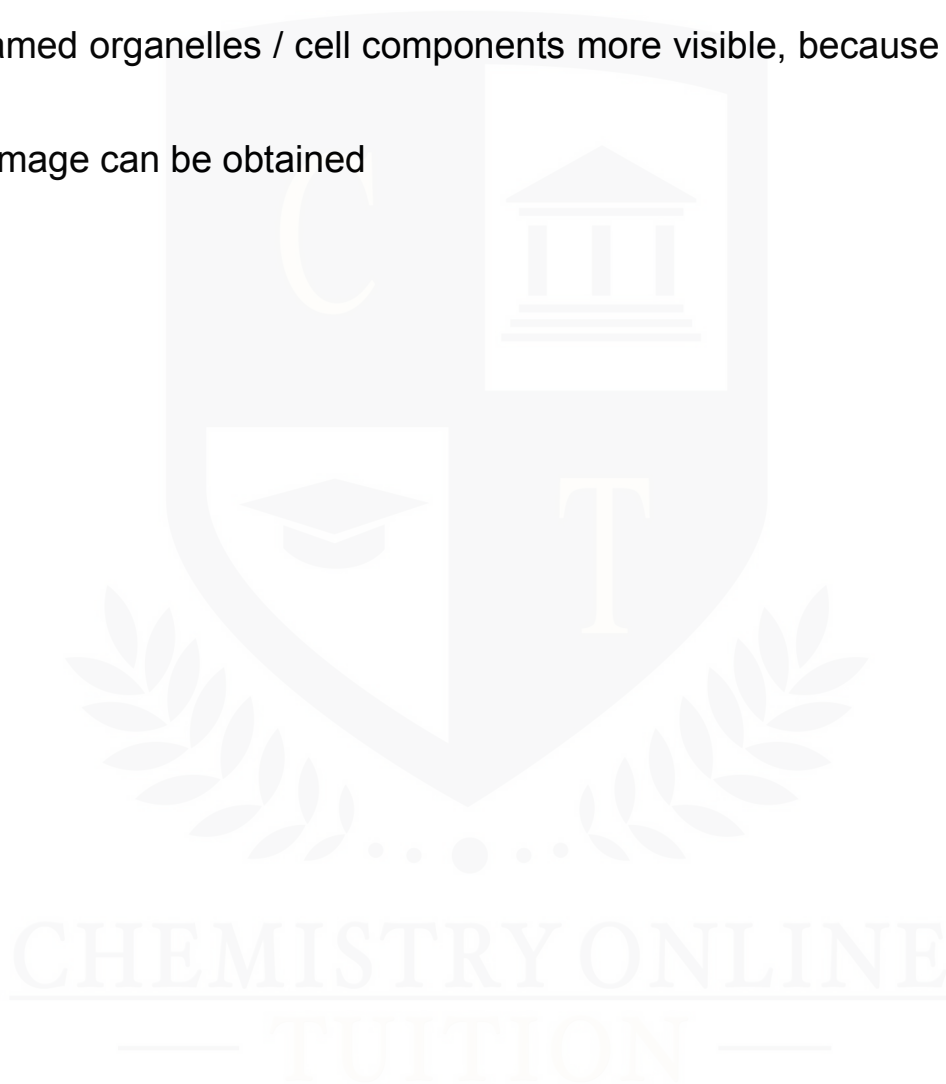 amed organelles / cell components more visible, because
mage can be obtained
C
T
CHEMISTRY ONLINE
TUITION